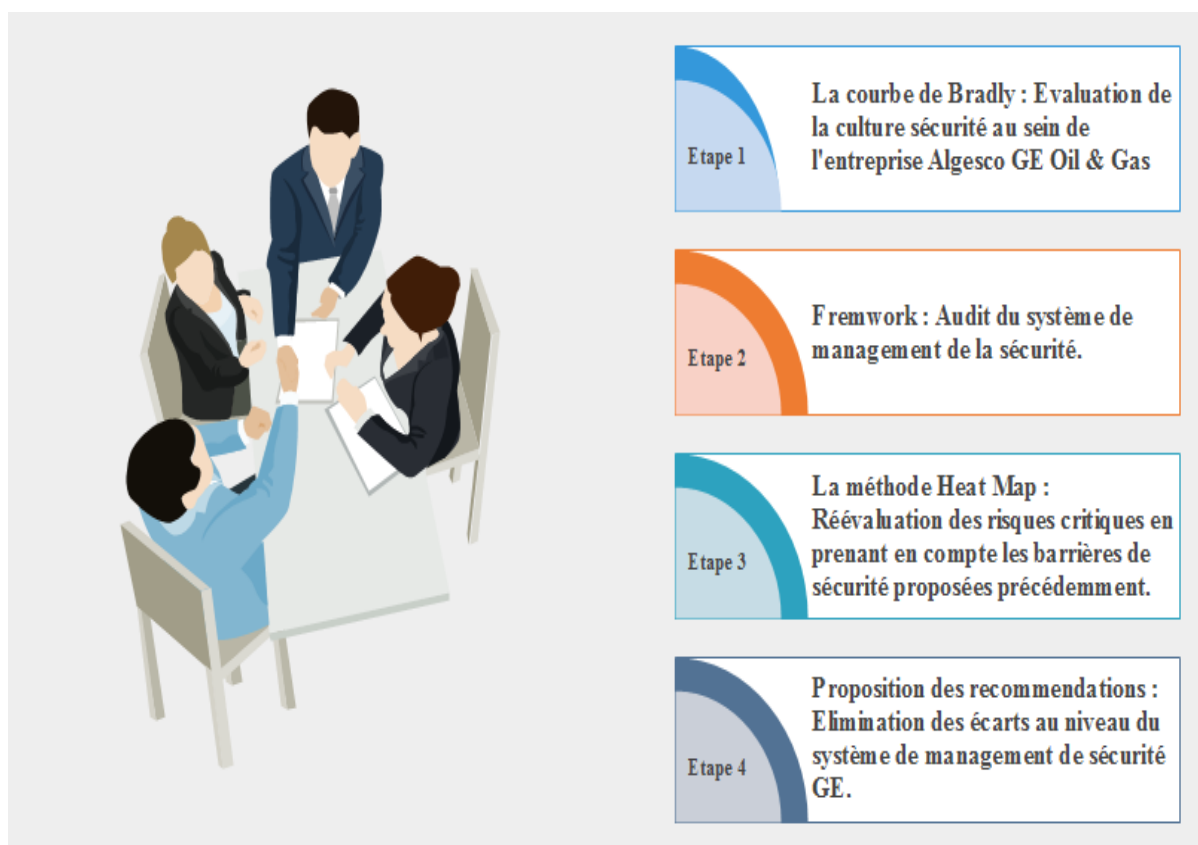 Etape 1
La courbe de Bradly : Evaluation de
la culture sécurité au sein de
l'entreprise Algesco GE Oil & Gas
Etape 2
Fremwork : Audit du système de
management de la sécurité.
Etape 3
La méthode Heat Map :
Réévaluation des risques critiques en
prenant en compte les barrières de
sécurité proposées précédemment.
Etape 4
Proposition des recommendations :
Elimination des écarts au niveau du
système de management de sécurité
GE.